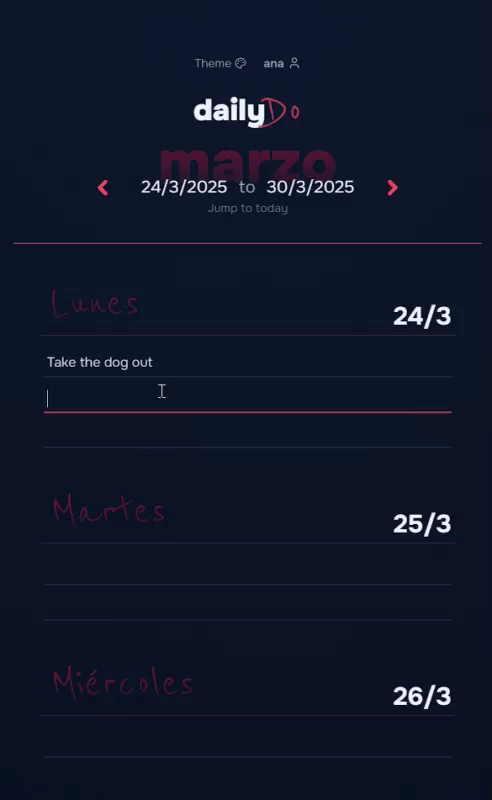 Theme ana
dailyDo
marzo
24/3/2025 to 30/3/2025
Jump to today
Lunes
24/3
Take the dog out
Martes
25/3
Miércoles
26/3